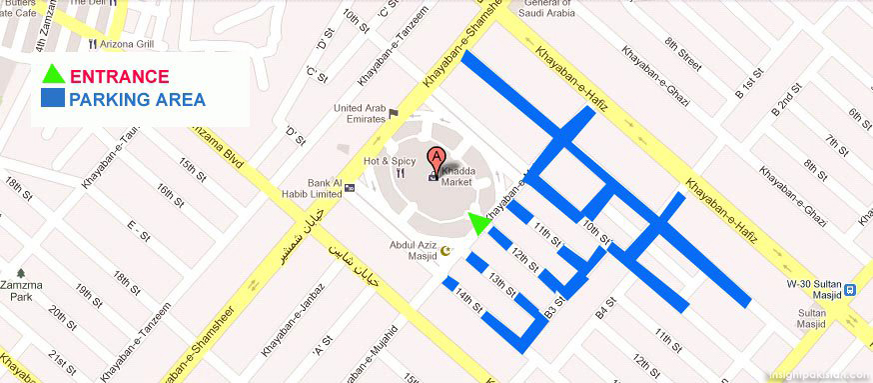 Butlers
Chocolate Cafe
The Deli
Arizona Grill
4th Zamzama
ENTRANCE
PARKING AREA
10th St
'D' St
'C' St
'C' St
'D' St
Khayaban-e-Tanzeem
Khayaban-e-Shamsheer
General of
Saudi Arabia
Khayaban-e-Hafiz
8th Street
Khayaban-e-Ghazi
B 1st St
B 2nd St
6th St
7th St
8th St
9th St
United Arab
Emirates
Hot & Spicy
A
Khadda
Market
Bank Al
Habib Limited
Abdul Aziz
Masjid
Zamzama Blvd
15th St
16th St
E - St
18th St
19th St
20th St
21st St
Zamzma
Park
Khayaban-e-Tanzeem
Khayaban-e-Shamsheer
خیابان شمشیر
خیابان شاہین
Khayaban-e-Janbaz
'A' St
Khayaban-e-Mujahid
11th St
10th St
12th St
13th St
14th St
B3 St
B4 St
11th St
12th St
Khayaban-e-Hafiz
Khayaban-e-Ghazi
W-30 Sultan
Masjid
Sultan
Masjid